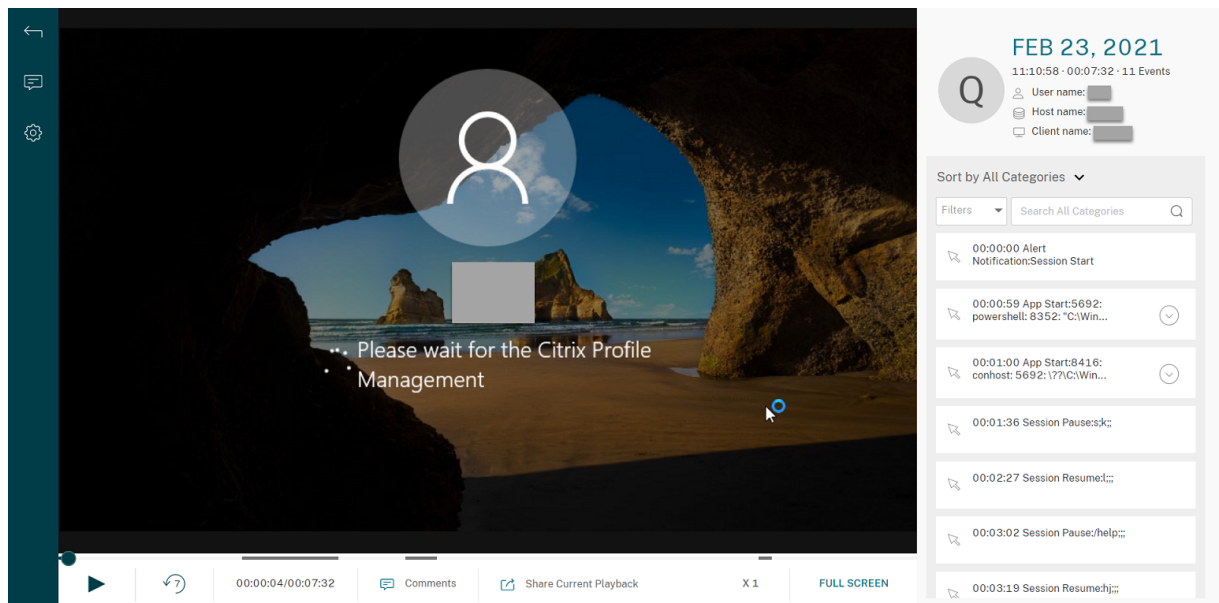 FEB 23, 2021
Q
11:10:58 · 00:07:32 · 11 Events
User name:
Host name:
Client name:
Sort by All Categories
Filters
Search All Categories
00:00:00 Alert
Notification:Session Start
00:00:59 App Start:5692:
powershell: 8352: "C:\Win...
00:01:00 App Start:8416:
conhost: 5692: \??\C:\Win...
00:01:36 Session Pause:s;k;;
00:02:27 Session Resume:l;;;
00:03:02 Session Pause:/help;;;
00:03:19 Session Resume:hj;;;
Please wait for the Citrix Profile
Management
7
00:00:04/00:07:32
Comments
Share Current Playback
X 1
FULL SCREEN